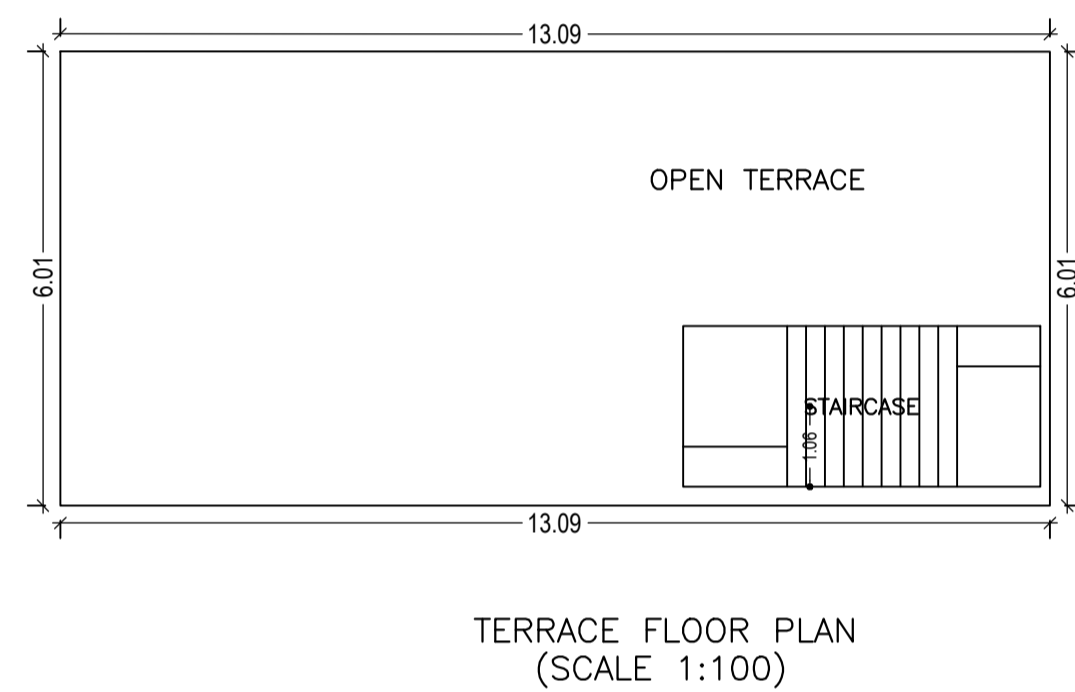 13.09
OPEN TERRACE
6.01
6.01
STAIRCASE
1.06
13.09
TERRACE FLOOR PLAN
(SCALE 1:100)